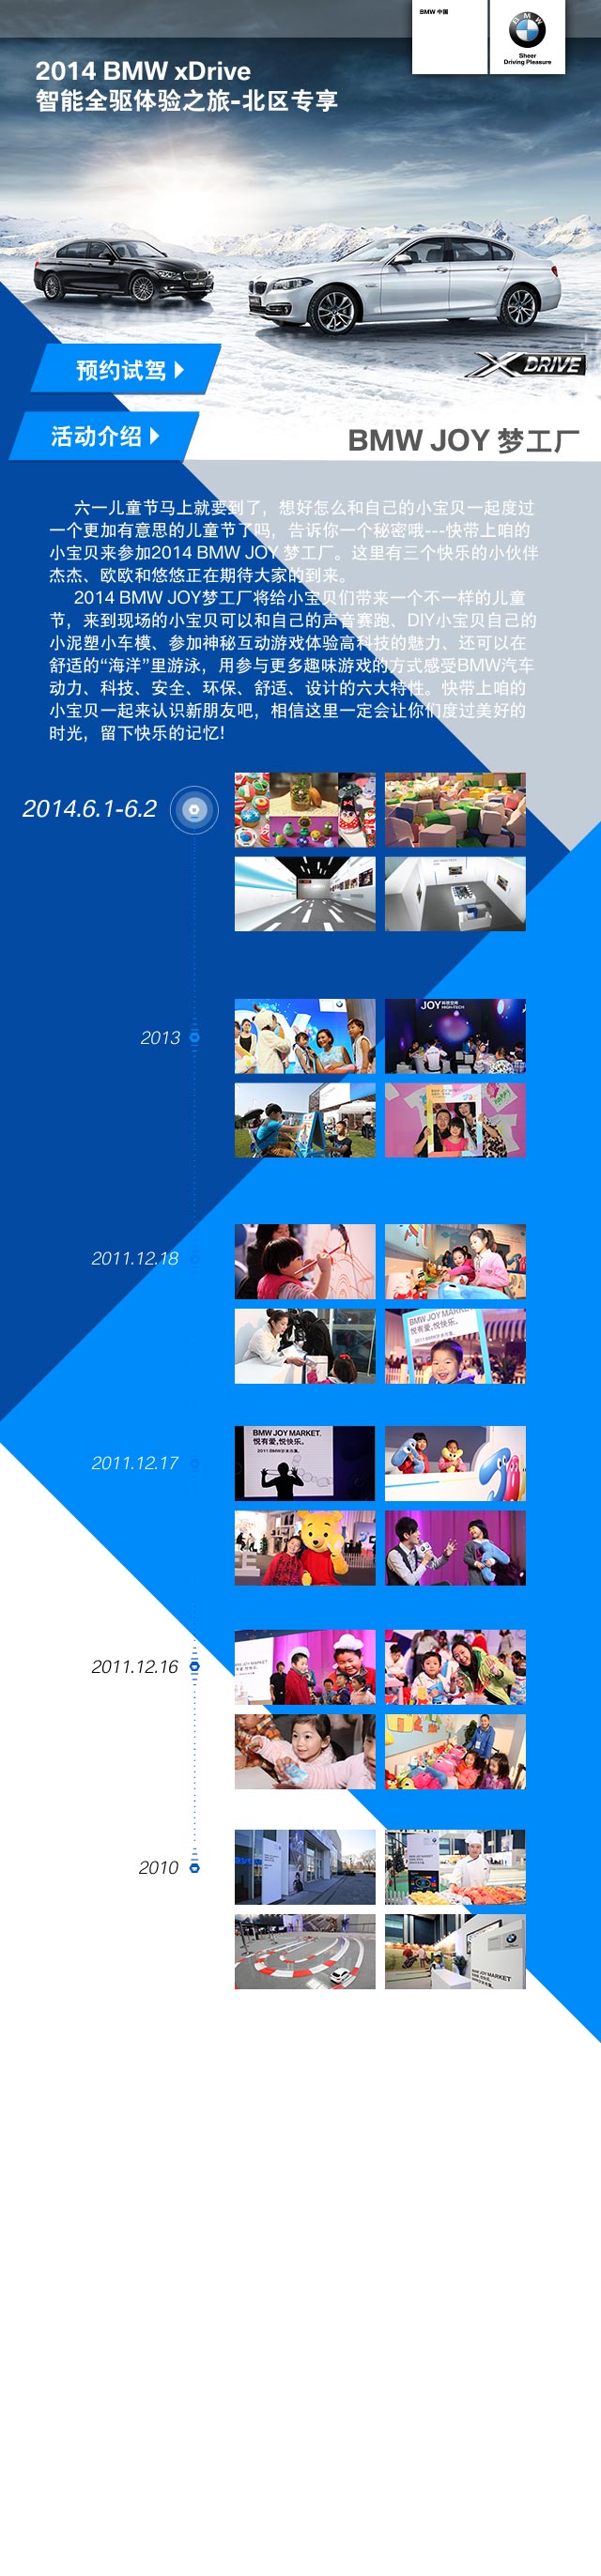 BMW 中国
Sheer
Driving Pleasure
2014 BMW xDrive
智能全驱体验之旅-北区专享
预约试驾
XDRIVE
活动介绍
BMW JOY 梦工厂
六一儿童节马上就要到了，想好怎么和自己的小宝贝一起度过
一个更加有意思的儿童节了吗，告诉你一个秘密哦---快带上咱的
小宝贝来参加2014 BMW JOY 梦工厂。这里有三个快乐的小伙伴
杰杰、欧欧和悠悠正在期待大家的到来。
2014 BMW JOY梦工厂将给小宝贝们带来一个不一样的儿童
节，来到现场的小宝贝可以和自己的声音赛跑、DIY小宝贝自己的
小泥塑小车模、参加神秘互动游戏体验高科技的魅力、还可以在
舒适的“海洋”里游泳，用参与更多趣味游戏的方式感受BMW汽车
动力、科技、安全、环保、舒适、设计的六大特性。快带上咱的
小宝贝一起来认识新朋友吧，相信这里一定会让你们度过美好的
时光，留下快乐的记忆!
2014.6.1-6.2
2013
JOY
HIGH-TECH
2011.12.18
BMW JOY MARKET
悦有爱,悦快乐。
2011.12.17
BMW JOY MARKET.
悦有爱,悦快乐。
2011.12.16
2010
BMW JOY MARKET